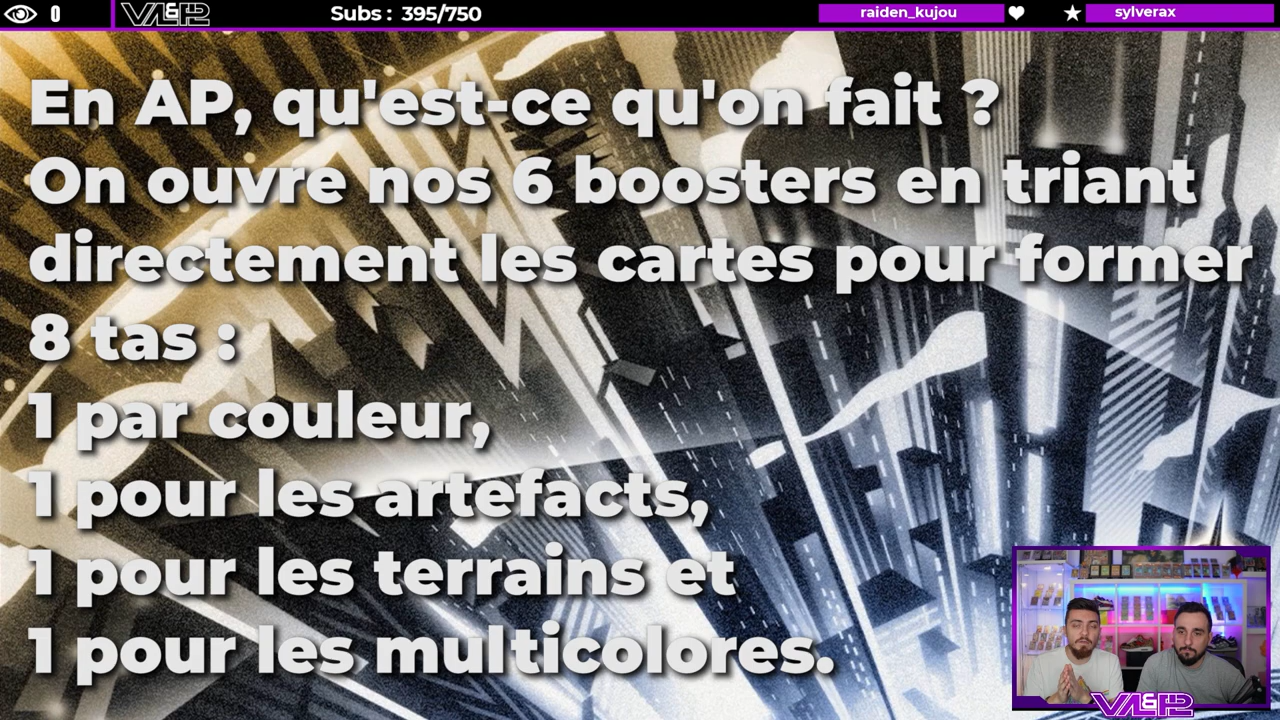 0
Subs : 395/750
raiden_kujou
sylverax
En AP, qu'est-ce qu'on fait ?
On ouvre nos 6 boosters en triant
directement les cartes pour former
8 tas :
1 par couleur,
1 pour les artefacts,
1 pour les terrains et
1 pour les multicolores.